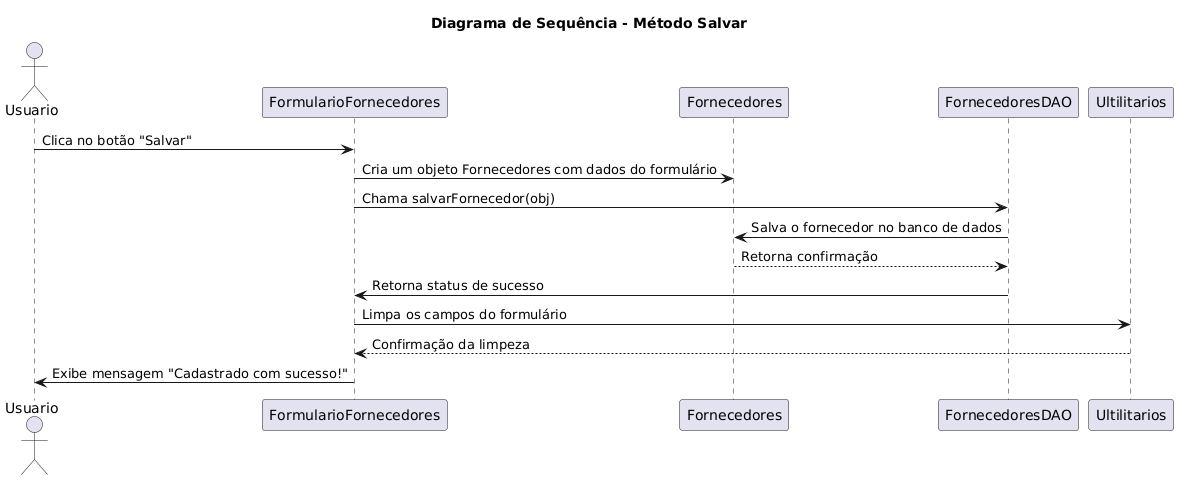 Diagrama de Sequência - Método Salvar
Usuario
FormularioFornecedores
Fornecedores
FornecedoresDAO
Ultilitarios
Clica no botão "Salvar"
Cria um objeto Fornecedores com dados do formulário
Chama salvarFornecedor(obj)
Salva o fornecedor no banco de dados
Retorna confirmação
Retorna status de sucesso
Limpa os campos do formulário
Confirmação da limpeza
Exibe mensagem "Cadastrado com sucesso!"
Usuario
FormularioFornecedores
Fornecedores
FornecedoresDAO
Ultilitarios